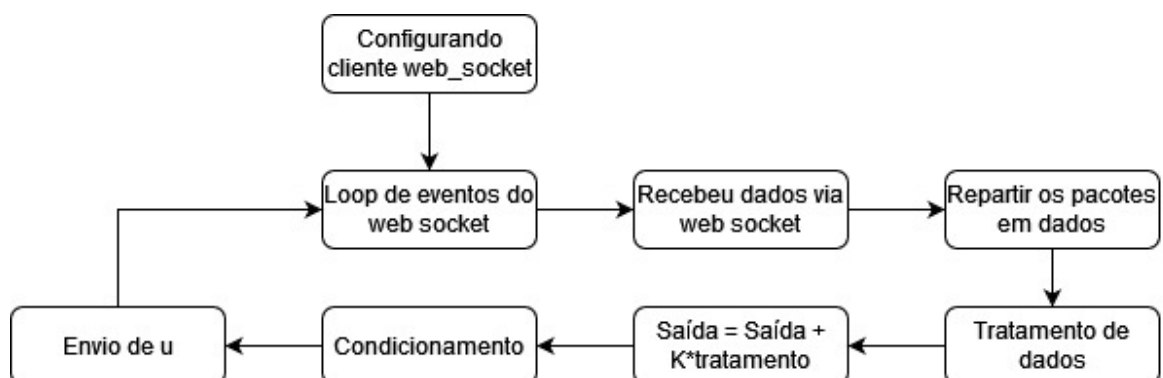 Configurando
cliente web_socket
Loop de eventos do
web socket
Recebeu dados via
web socket
Repartir os pacotes
em dados
Tratamento de
dados
Saída = Saída +
K*tratamento
Condicionamento
Envio de u